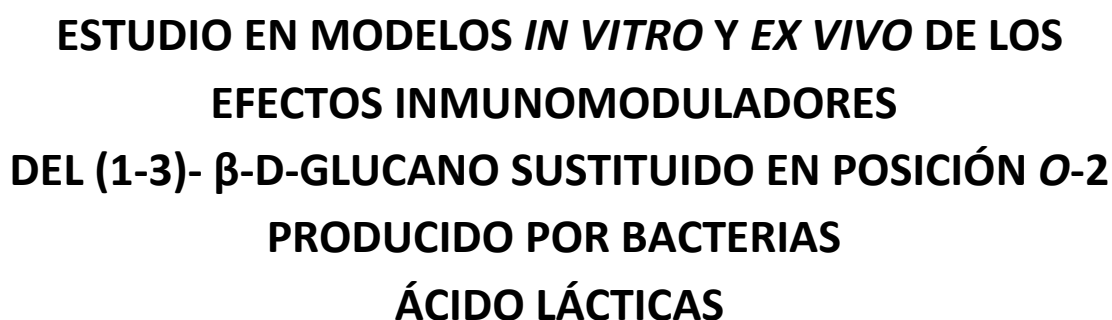 ESTUDIO EN MODELOS IN VITRO Y EX VIVO DE LOS
EFECTOS INMUNOMODULADORES
DEL (1-3)- β-D-GLUCANO SUSTITUIDO EN POSICIÓN O-2
PRODUCIDO POR BACTERIAS
ÁCIDO LÁCTICAS